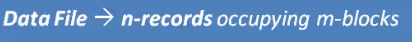 Data File → n-records occupying m-blocks